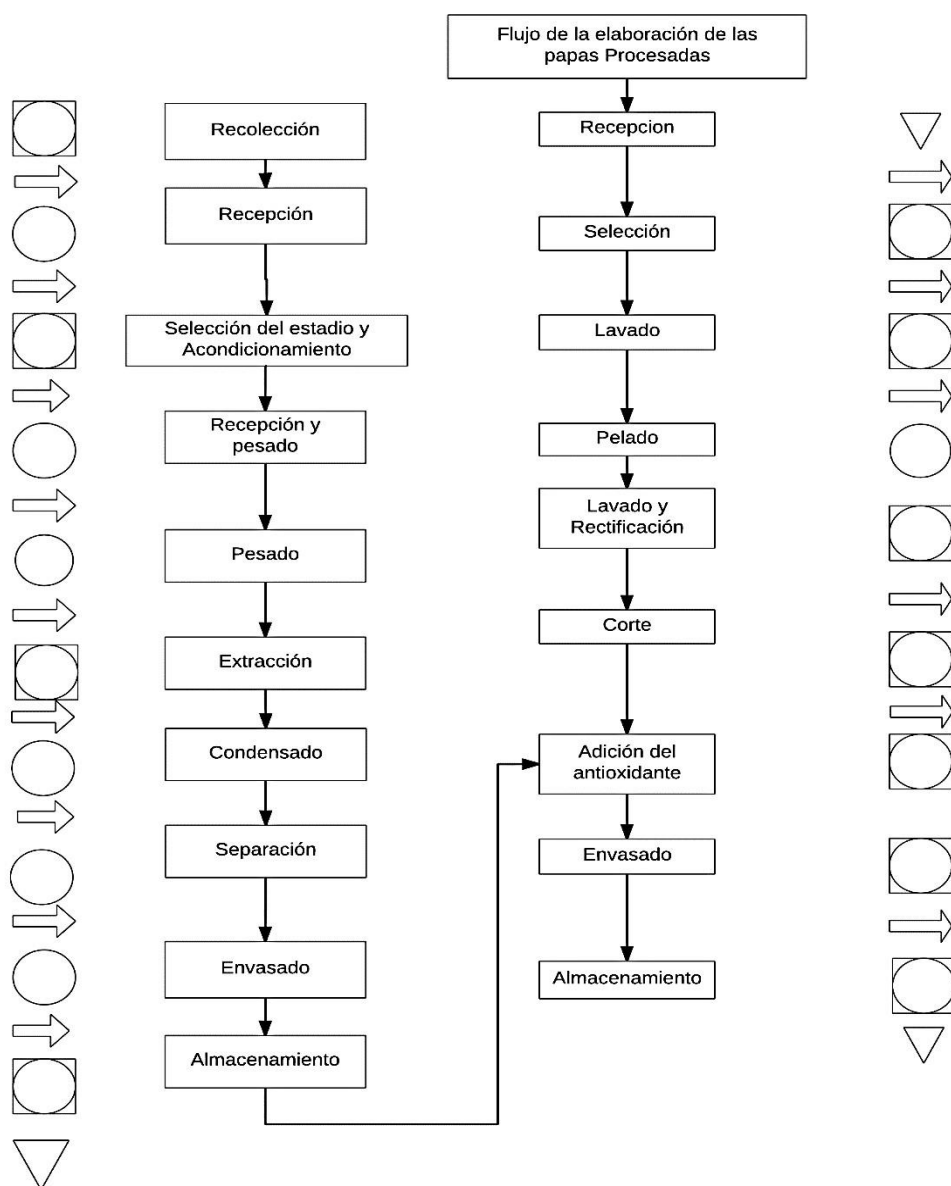 Flujo de la elaboración de las
papas Procesadas
Recolección
Recepción
Selección del estadio y
Acondicionamiento
Recepción y
pesado
Pesado
Extracción
Condensado
Separación
Envasado
Almacenamiento
Recepcion
Selección
Lavado
Pelado
Lavado y
Rectificación
Corte
Adición del
antioxidante
Envasado
Almacenamiento